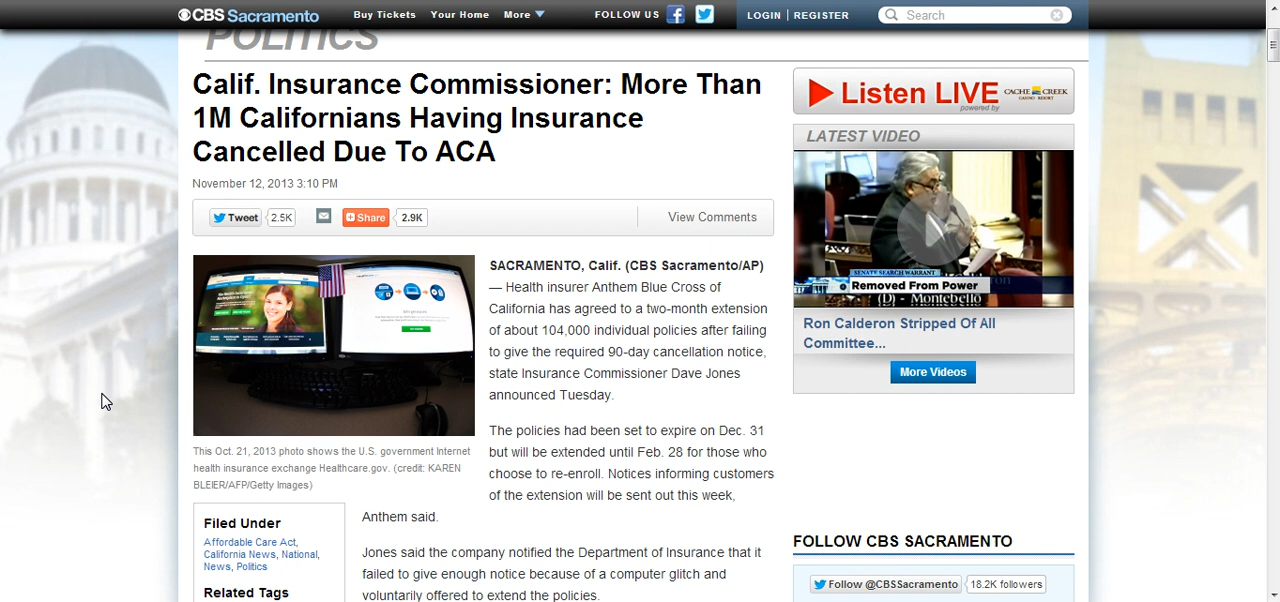 CBS Sacramento
Buy Tickets
Your Home
More
FOLLOW US
LOGIN | REGISTER
Search
POLITICS
Calif. Insurance Commissioner: More Than
1M Californians Having Insurance
Cancelled Due To ACA
November 12, 2013 3:10 PM
Tweet
2.5K
Share
2.9K
View Comments
SACRAMENTO, Calif. (CBS Sacramento/AP)
— Health insurer Anthem Blue Cross of
California has agreed to a two-month extension
of about 104,000 individual policies after failing
to give the required 90-day cancellation notice,
state Insurance Commissioner Dave Jones
announced Tuesday.
The policies had been set to expire on Dec. 31
but will be extended until Feb. 28 for those who
choose to re-enroll. Notices informing customers
of the extension will be sent out this week,
Anthem said.
Jones said the company notified the Department of Insurance that it
failed to give enough notice because of a computer glitch and
voluntarily offered to extend the policies.
This Oct. 21, 2013 photo shows the U.S. government Internet
health insurance exchange Healthcare.gov. (credit: KAREN
BLEIER/AFP/Getty Images)
Filed Under
Affordable Care Act,
California News, National,
News, Politics
Related Tags
Listen LIVE
powered by
CACHE CREEK
CASINO RESORT
LATEST VIDEO
SENATE SEARCH WARRANT
Removed From Power
(D) - Montebello
Ron Calderon Stripped Of All
Committee...
More Videos
FOLLOW CBS SACRAMENTO
Follow @CBSSacramento
18.2K followers